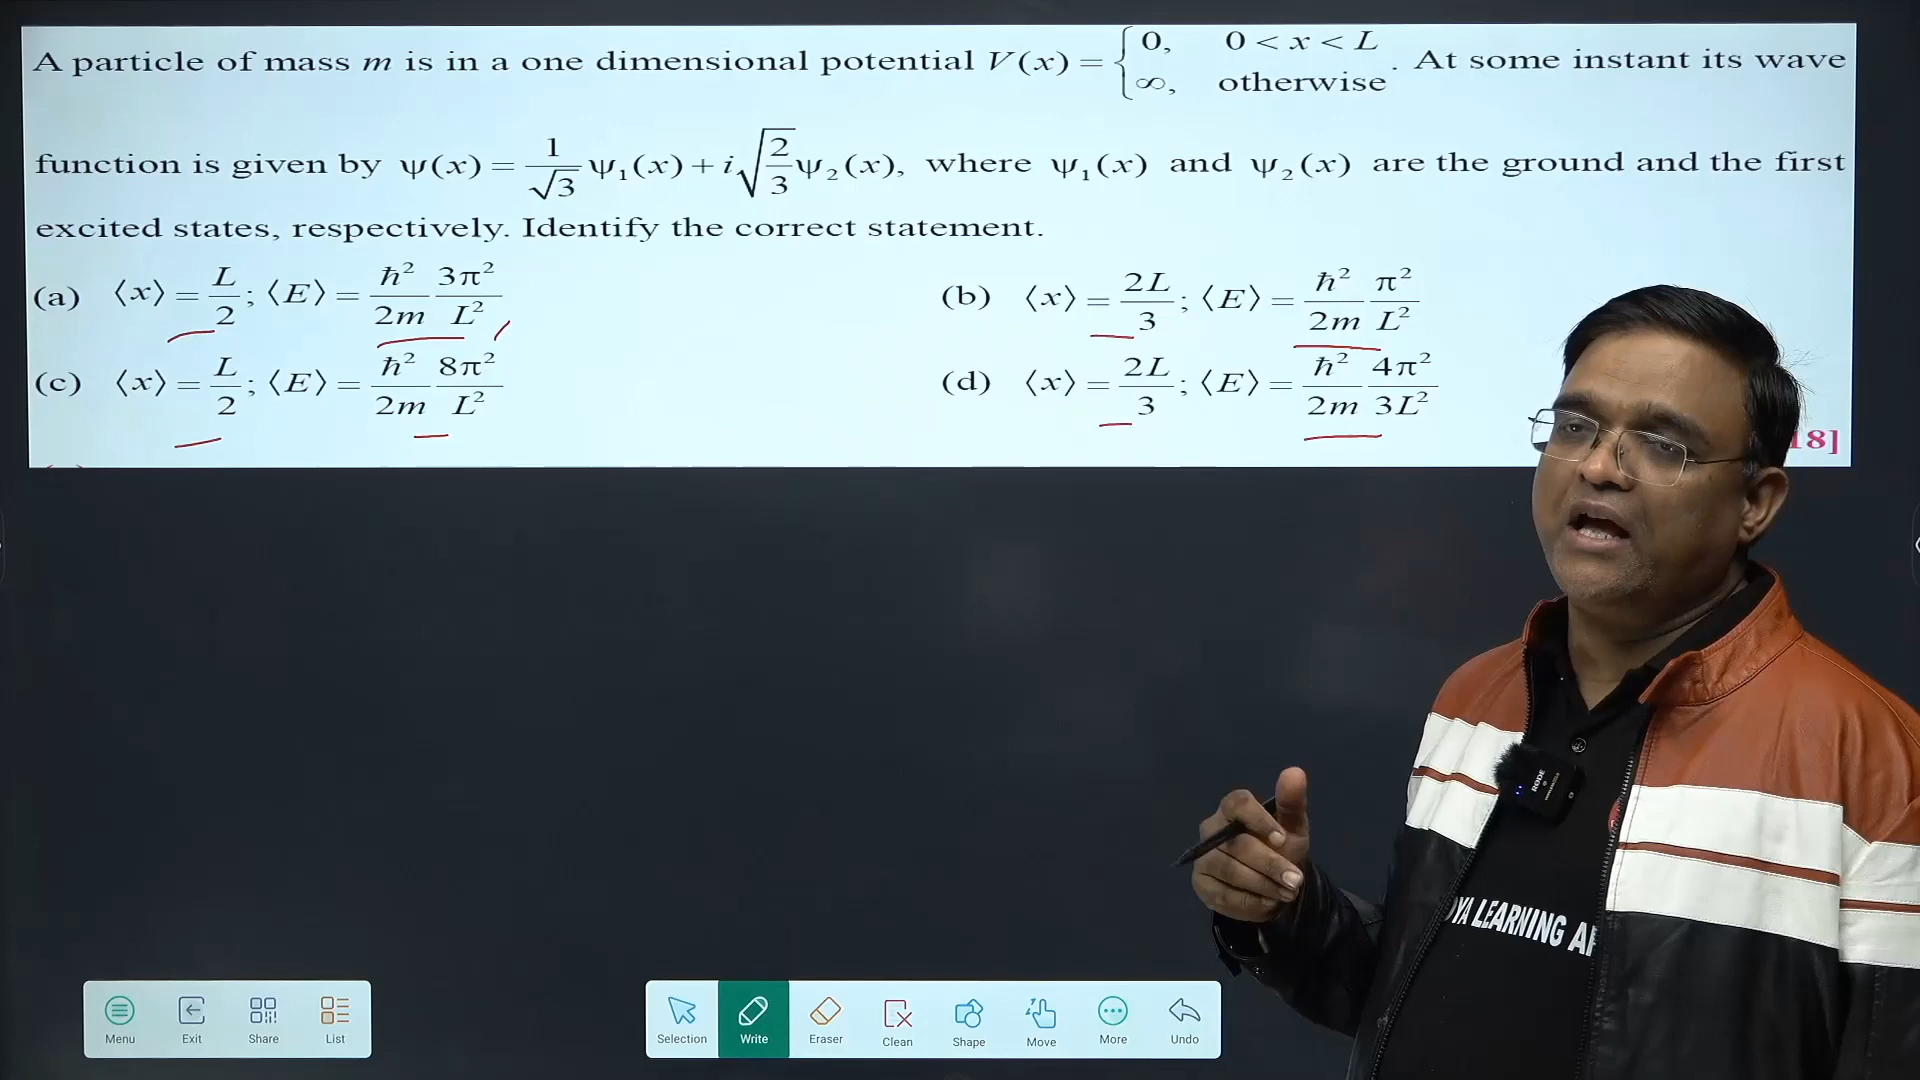 A particle of mass m is in a one dimensional potential V(x) = { 0, 0 < x < L; ∞, otherwise . At some instant its wave
function is given by ψ(x) = 1/√3 ψ₁(x) + i√(2/3) ψ₂(x), where ψ₁(x) and ψ₂(x) are the ground and the first
excited states, respectively. Identify the correct statement.
(a) ⟨x⟩ = L/2; ⟨E⟩ = ħ²/2m 3π²/L²
(b) ⟨x⟩ = 2L/3; ⟨E⟩ = ħ²/2m π²/L²
(c) ⟨x⟩ = L/2; ⟨E⟩ = ħ²/2m 8π²/L²
(d) ⟨x⟩ = 2L/3; ⟨E⟩ = ħ²/2m 4π²/3L²
18]
RODE
LEARNING
Menu Exit Share List
Selection Write Eraser Clean Shape Move More Undo